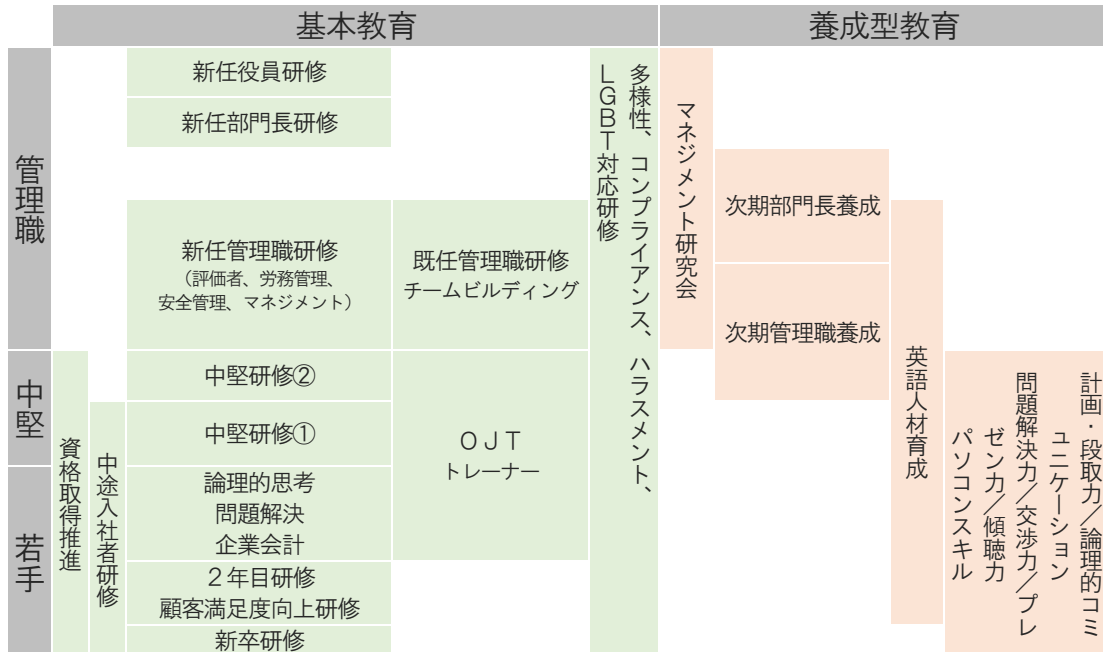 基本教育
養成型教育
管理職
中堅
若手
資格取得推進
中途入社者研修
新任役員研修
新任部門長研修
新任管理職研修
（評価者、労務管理、
安全管理、マネジメント）
中堅研修②
中堅研修①
論理的思考
問題解決
企業会計
２年目研修
顧客満足度向上研修
新卒研修
既任管理職研修
チームビルディング
ＯＪＴ
トレーナー
多様性、コンプライアンス、ハラスメント、
ＬＧＢＴ対応研修
マネジメント研究会
次期部門長養成
次期管理職養成
英語人材育成
計画・段取力／論理的コミ
ュニケーション
問題解決力／交渉力／プレ
ゼン力／傾聴力
パソコンスキル